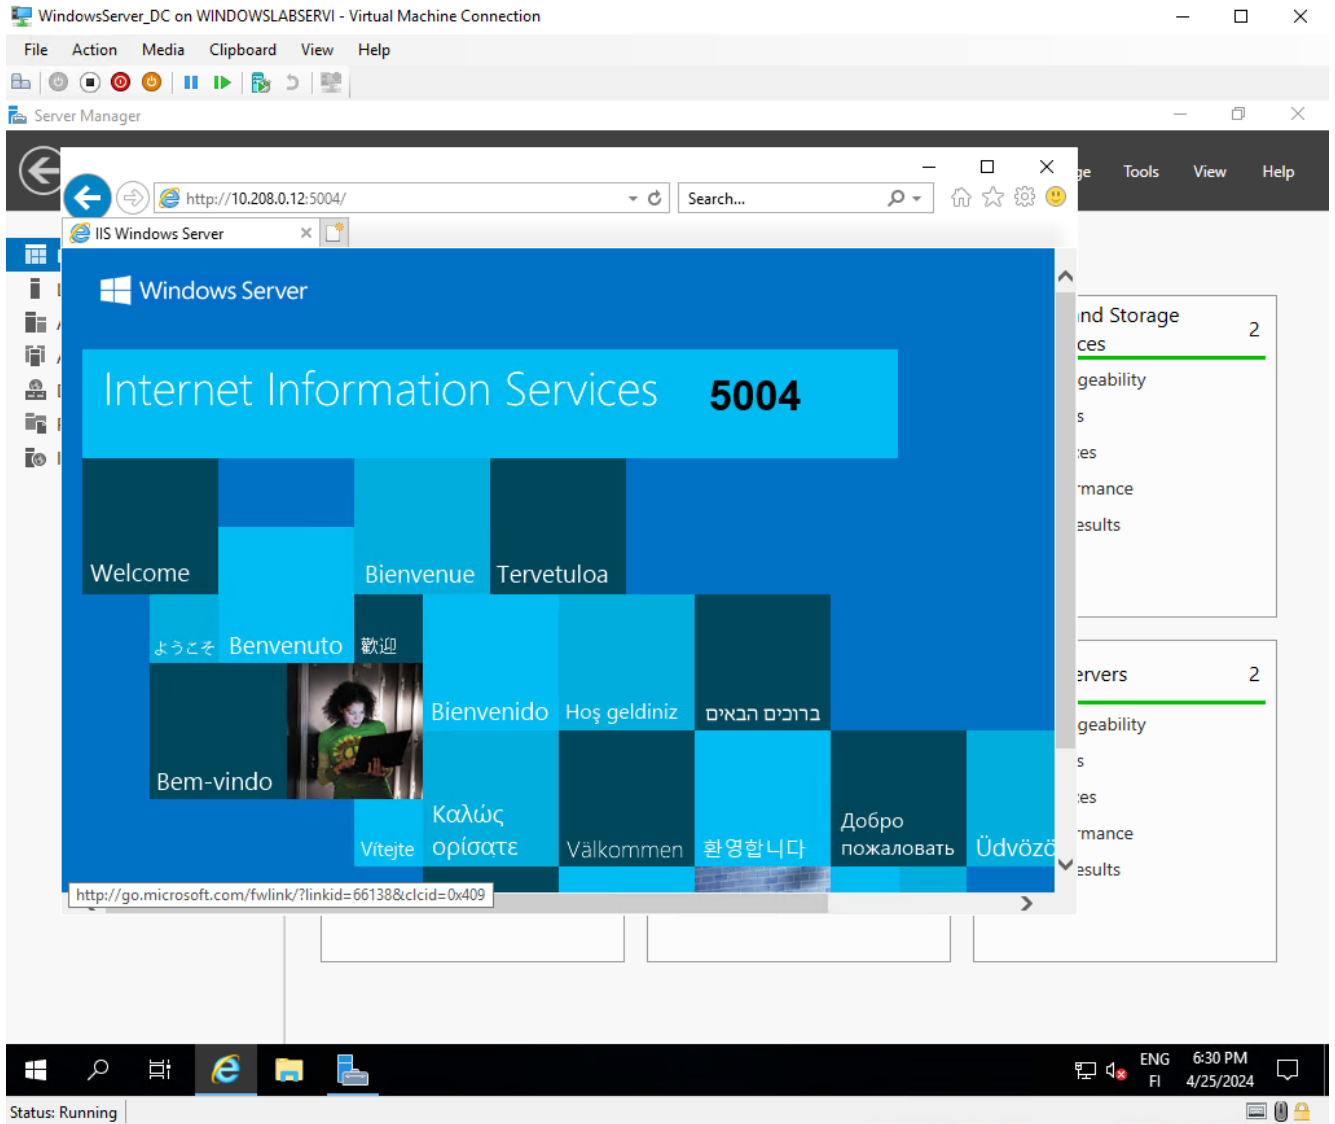 WindowsServer_DC on WINDOWSLABSERVI - Virtual Machine Connection
File Action Media Clipboard View Help
Server Manager
Tools View Help
http://10.208.0.12:5004/
Search...
IIS Windows Server
Windows Server
Internet Information Services 5004
Welcome
Bienvenue
Tervetuloa
ようこそ
Benvenuto
歡迎
Bienvenido
Hoş geldiniz
ברוכים הבאים
Bem-vindo
Vítejte
Καλώς
ορίσατε
Välkommen
환영합니다
Добро
пожаловать
Üdvözö
http://go.microsoft.com/fwlink/?linkid=66138&clcid=0x409
nd Storage
2
ces
geability
s
es
mance
esults
ervers
2
geability
s
es
mance
esults
ENG
FI
6:30 PM
4/25/2024
Status: Running